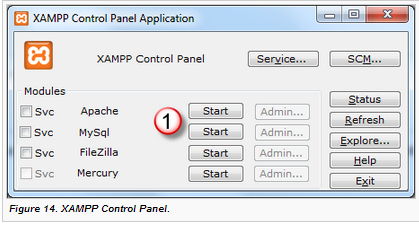 XAMPP Control Panel Application
XAMPP Control Panel
Service...
SCM...
Modules
Svc Apache Start Admin...
Svc MySql Start Admin...
Svc FileZilla Start Admin...
Svc Mercury Start Admin...
1
Status
Refresh
Explore...
Help
Exit
Figure 14. XAMPP Control Panel.